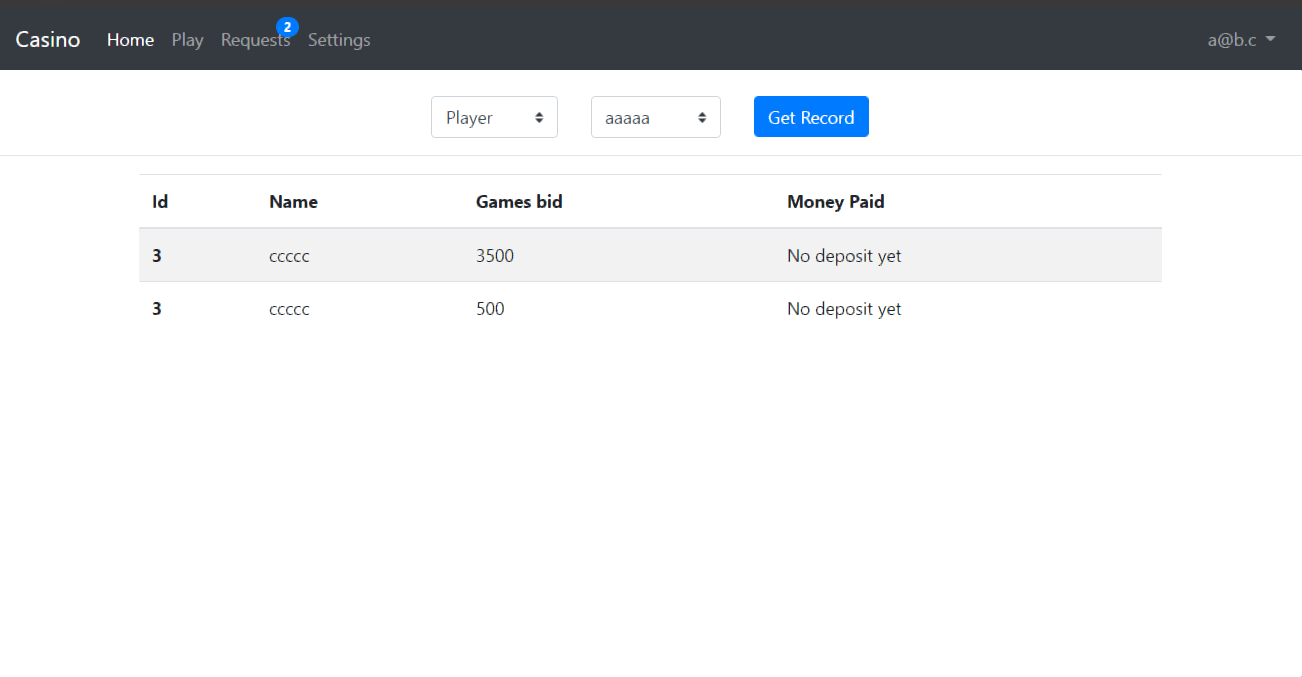 Casino Home Play Requests 2 Settings a@b.c
Player aaaaa Get Record
Id Name Games bid Money Paid
3 ccccc 3500 No deposit yet
3 ccccc 500 No deposit yet